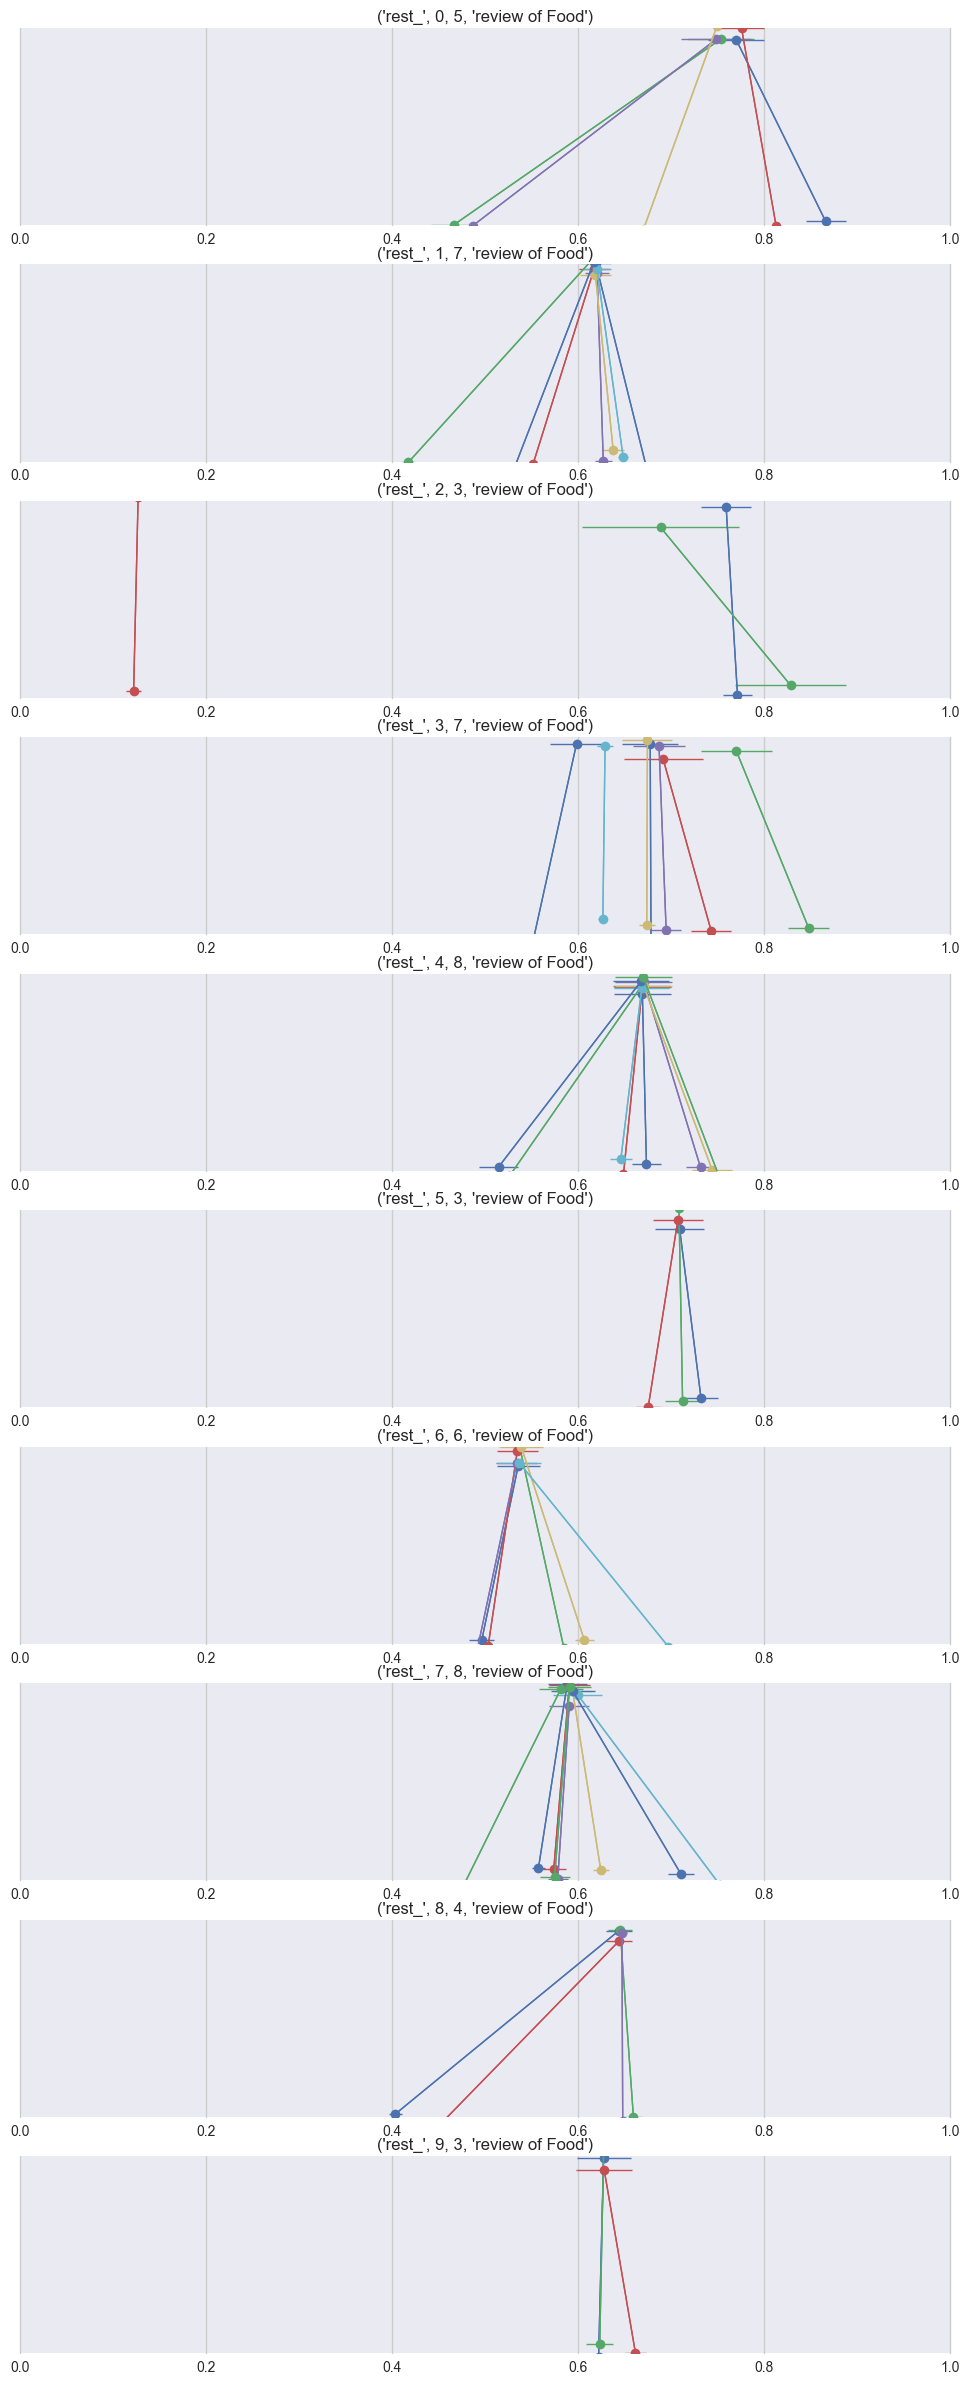 ('rest_', 0, 5, 'review of Food')
0.0 0.2 0.4 0.6 0.8 1.0
('rest_', 1, 7, 'review of Food')
0.0 0.2 0.4 0.6 0.8 1.0
('rest_', 2, 3, 'review of Food')
0.0 0.2 0.4 0.6 0.8 1.0
('rest_', 3, 7, 'review of Food')
0.0 0.2 0.4 0.6 0.8 1.0
('rest_', 4, 8, 'review of Food')
0.0 0.2 0.4 0.6 0.8 1.0
('rest_', 5, 3, 'review of Food')
0.0 0.2 0.4 0.6 0.8 1.0
('rest_', 6, 6, 'review of Food')
0.0 0.2 0.4 0.6 0.8 1.0
('rest_', 7, 8, 'review of Food')
0.0 0.2 0.4 0.6 0.8 1.0
('rest_', 8, 4, 'review of Food')
0.0 0.2 0.4 0.6 0.8 1.0
('rest_', 9, 3, 'review of Food')
0.0 0.2 0.4 0.6 0.8 1.0